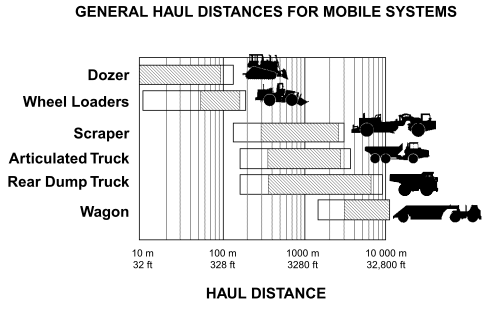 GENERAL HAUL DISTANCES FOR MOBILE SYSTEMS
Dozer
Wheel Loaders
Scraper
Articulated Truck
Rear Dump Truck
Wagon
10 m 100 m 1000 m 10 000 m
32 ft 328 ft 3280 ft 32,800 ft
HAUL DISTANCE